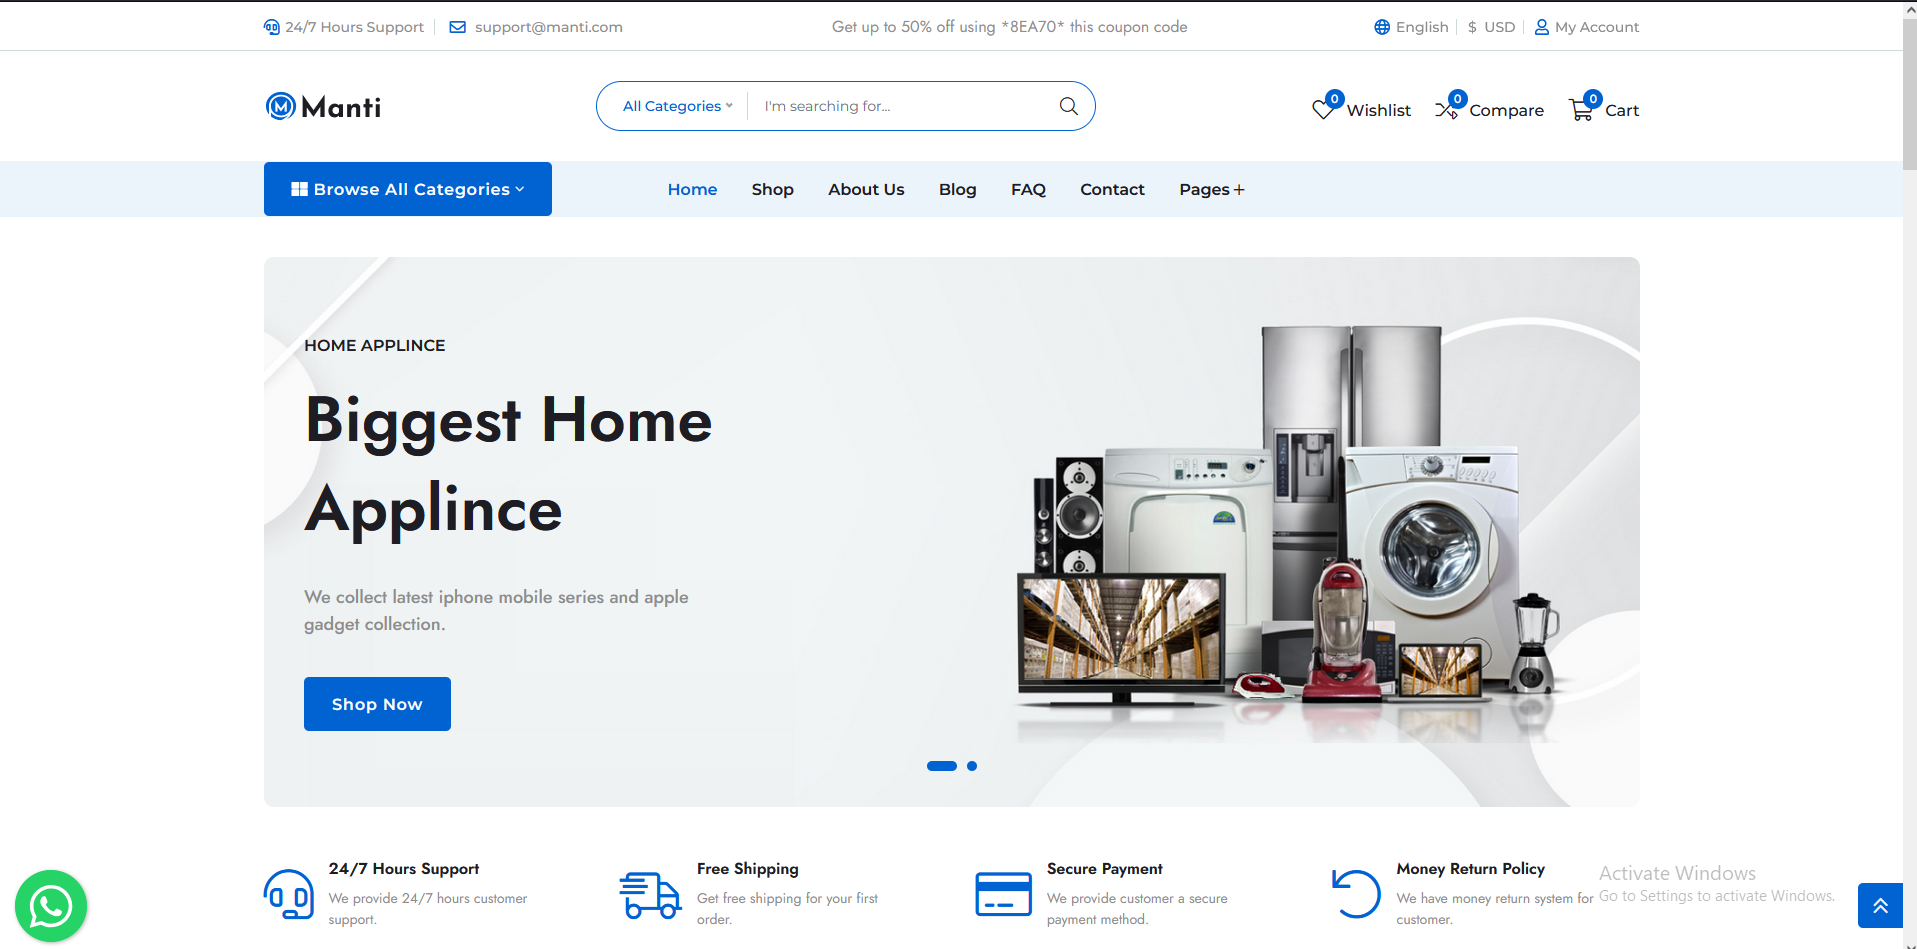 24/7 Hours Support
support@manti.com
Get up to 50% off using *8EA70* this coupon code
English
$ USD
My Account
M Manti
All Categories
I'm searching for...
0
Wishlist
0
Compare
0
Cart
Browse All Categories
Home
Shop
About Us
Blog
FAQ
Contact
Pages+
HOME APPLINCE
Biggest Home
Applince
We collect latest iphone mobile series and apple
gadget collection.
Shop Now
24/7 Hours Support
We provide 24/7 hours customer
support.
Free Shipping
Get free shipping for your first
order.
Secure Payment
We provide customer a secure
payment method.
Money Return Policy
We have money return system for
customer.
Activate Windows
Go to Settings to activate Windows.